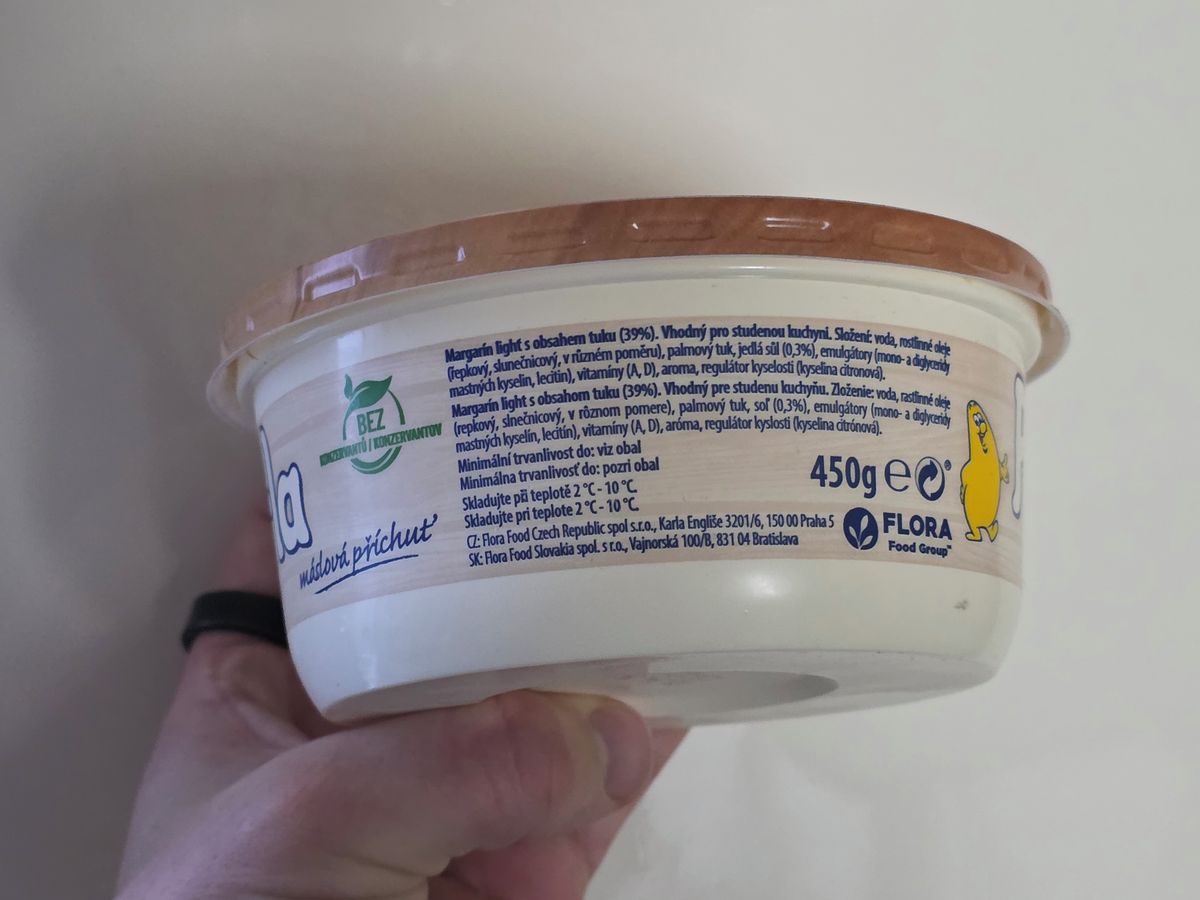 Margarín light s obsahem tuku (39%). Vhodný pro studenou kuchyni. Složení: voda, rostlinné oleje
(řepkový, slunečnicový, v různém poměru), palmový tuk, jedlá sůl (0,3%), emulgátory (mono- a diglyceridy
mastných kyselin, lecitin), vitamíny (A, D), aroma, regulátor kyselosti (kyselina citronová).
Margarín light s obsahom tuku (39%). Vhodný pre studenu kuchyňu. Zloženie: voda, rastlinné oleje
(repkový, slnečnicový, v rôznom pomere), palmový tuk, soľ (0,3%), emulgátory (mono- a diglyceridy
mastných kyselín, lecitín), vitamíny (A, D), aróma, regulátor kyslosti (kyselina citrónová).
Minimální trvanlivost do: viz obal
Minimálna trvanlivosť do: pozri obal
Skladujte při teplotě 2 °C - 10 °C.
Skladujte pri teplote 2 °C - 10 °C.
CZ: Flora Food Czech Republic spol s.r.o., Karla Engliše 3201/6, 150 00 Praha 5
SK: Flora Food Slovakia spol. s r.o., Vajnorská 100/B, 831 04 Bratislava
BEZ
KONZERVANTŮ / KONZERVANTOV
máslová příchuť
450g ℮
FLORA
Food Group™